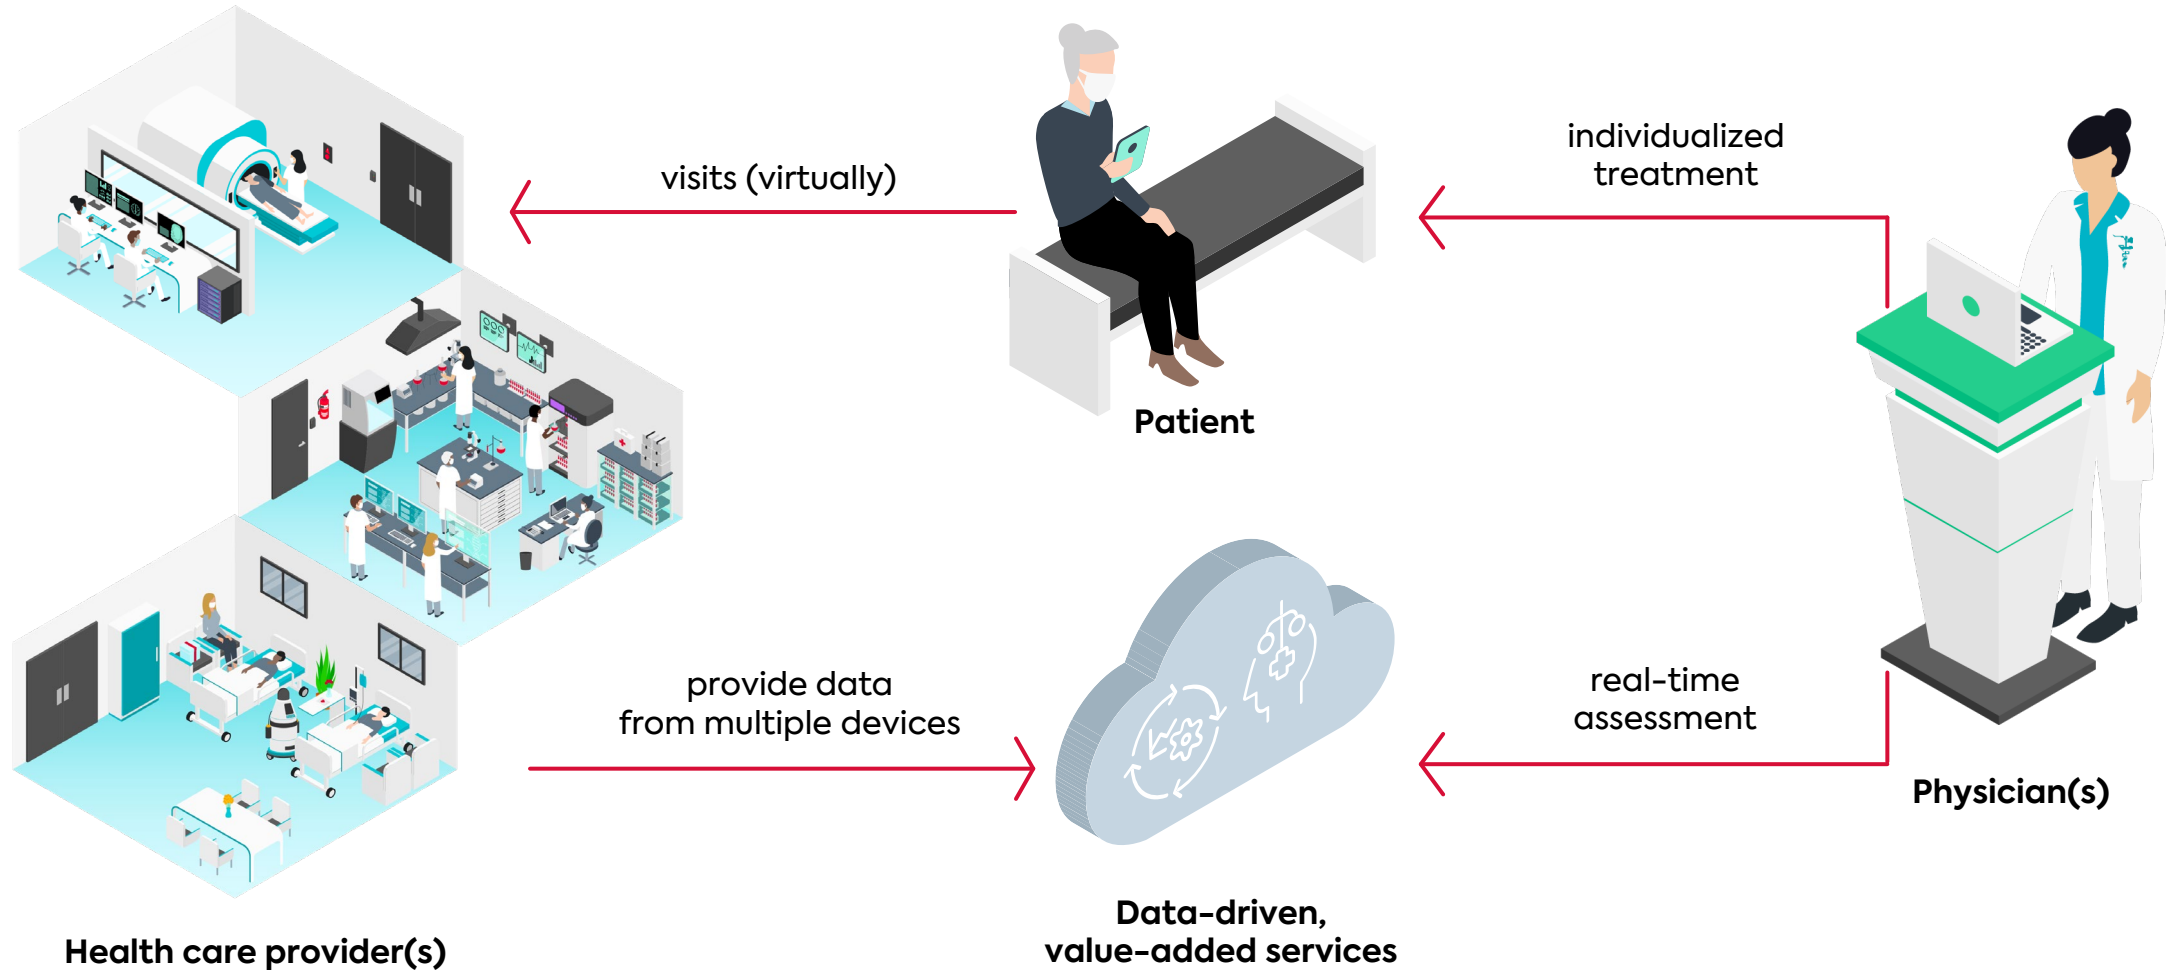 visits (virtually)
individualized
treatment
Patient
provide data
from multiple devices
real-time
assessment
Physician(s)
Data-driven,
value-added services
Health care provider(s)